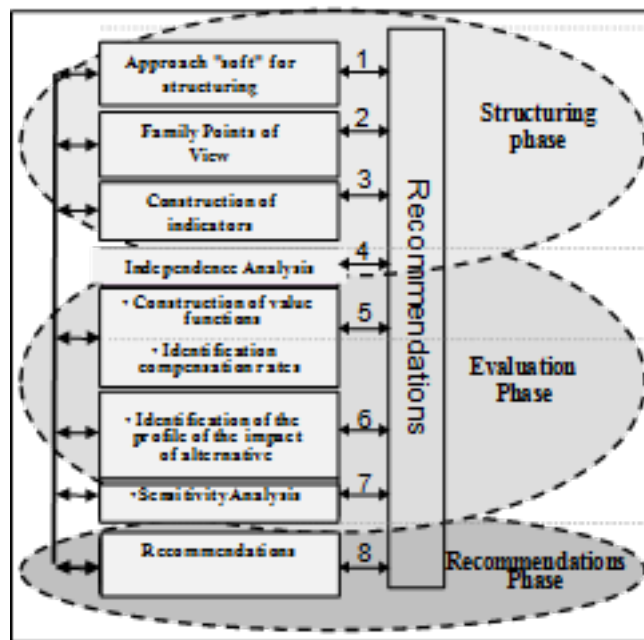 Approach "soft" for
structuring
1
Family Points of
View
2
Construction of
indicators
3
Structuring
phase
Independence Analysis
4
• Construction of value
functions
• Identification
compensation rates
5
Recommendations
Evaluation
Phase
• Identification of the
profile of the impact
of alternative
6
• Sensitivity Analysis
7
Recommendations
8
Recommendations
Phase